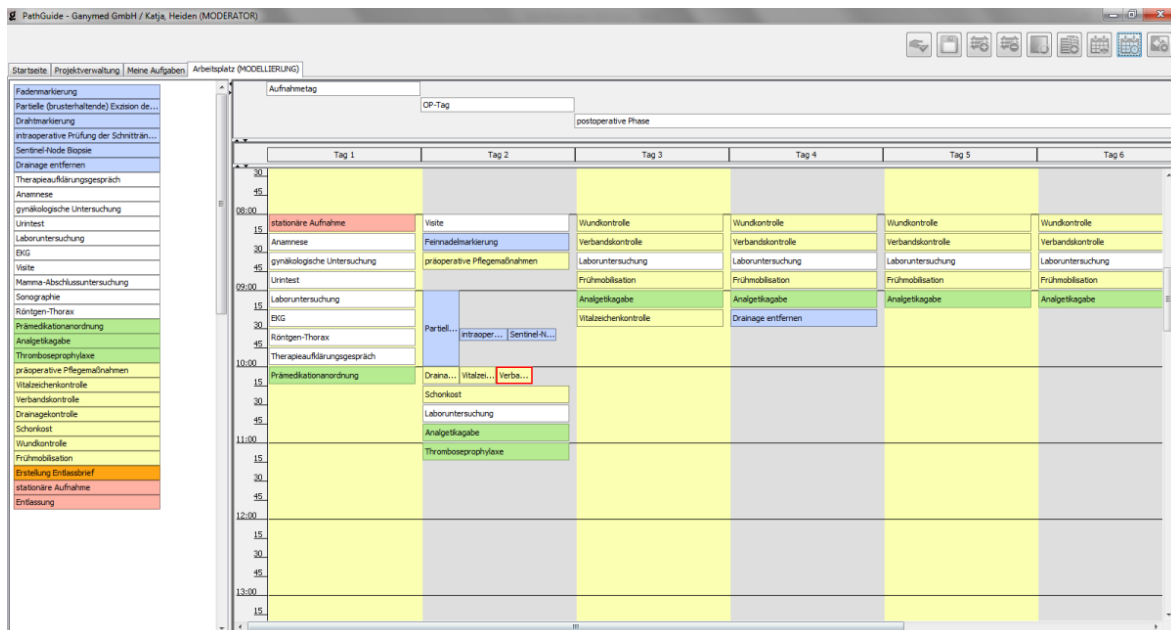 PathGuide - Ganymed GmbH / Katja, Heiden (MODERATOR)
Startseite
Projektverwaltung
Meine Aufgaben
Arbeitsplatz (MODELLIERUNG)
Fadenmarkierung
Partielle (brusterhaltende) Exzision de...
Drahtmarkierung
intraoperative Prüfung der Schnitträn...
Sentinel-Node Biopsie
Drainage entfernen
Therapieaufklärungsgespräch
Anamnese
gynäkologische Untersuchung
Urintest
Laboruntersuchung
EKG
Visite
Mamma-Abschlussuntersuchung
Sonographie
Röntgen-Thorax
Prämedikationanordnung
Analgetikagabe
Thromboseprophylaxe
präoperative Pflegemaßnahmen
Vitalzeichenkontrolle
Verbandskontrolle
Drainagekontrolle
Schonkost
Wundkontrolle
Frühmobilisation
Erstellung Entlassbrief
stationäre Aufnahme
Entlassung
Aufnahmetag
OP-Tag
postoperative Phase
Tag 1
Tag 2
Tag 3
Tag 4
Tag 5
Tag 6
30
45
08:00
15
30
45
09:00
15
30
45
10:00
15
30
45
11:00
15
30
45
12:00
15
30
45
13:00
15
stationäre Aufnahme
Anamnese
gynäkologische Untersuchung
Urintest
Laboruntersuchung
EKG
Röntgen-Thorax
Therapieaufklärungsgespräch
Prämedikationanordnung
Visite
Feinnadelmarkierung
präoperative Pflegemaßnahmen
Partiell...
intraoper...
Sentinel-N...
Draina...
Vitalzei...
Verba...
Schonkost
Laboruntersuchung
Analgetikagabe
Thromboseprophylaxe
Wundkontrolle
Verbandskontrolle
Laboruntersuchung
Frühmobilisation
Analgetikagabe
Vitalzeichenkontrolle
Wundkontrolle
Verbandskontrolle
Laboruntersuchung
Frühmobilisation
Analgetikagabe
Drainage entfernen
Wundkontrolle
Verbandskontrolle
Laboruntersuchung
Frühmobilisation
Analgetikagabe
Wundkontrolle
Verbandskontrolle
Laboruntersuchung
Frühmobilisation
Analgetikagabe